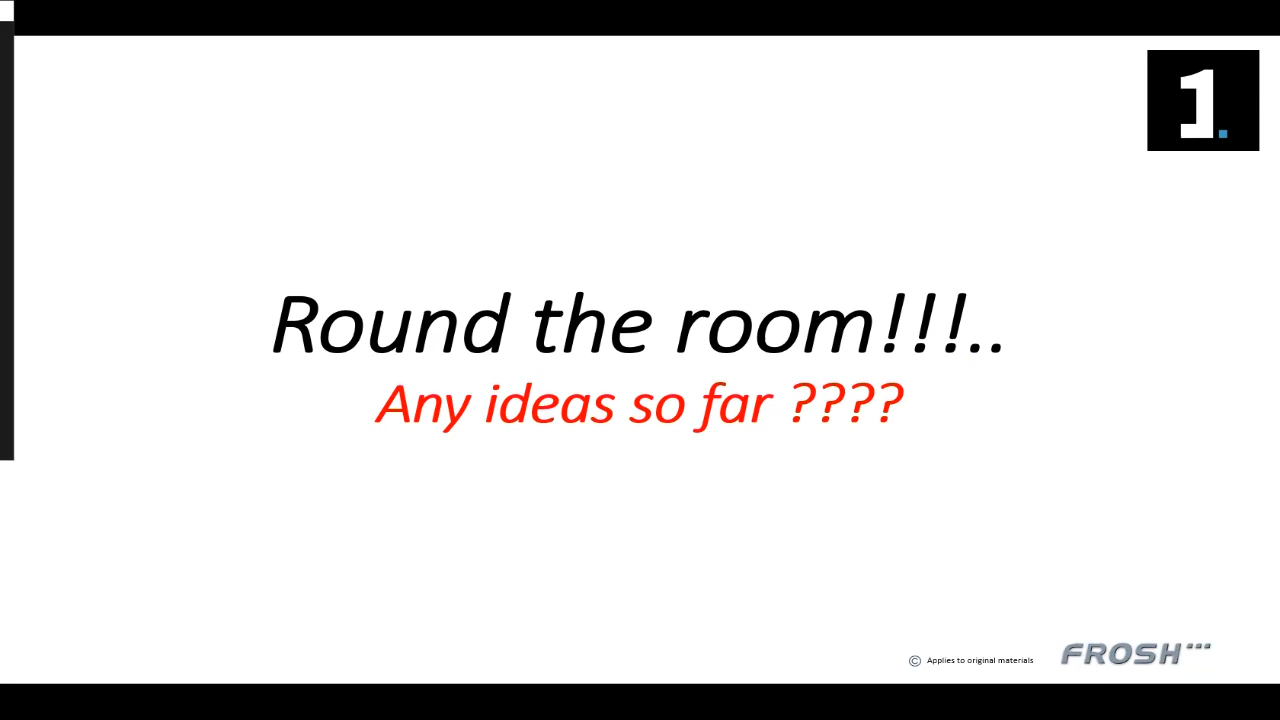 1.
Round the room!!!..
Any ideas so far ????
© Applies to original materials
FROSH